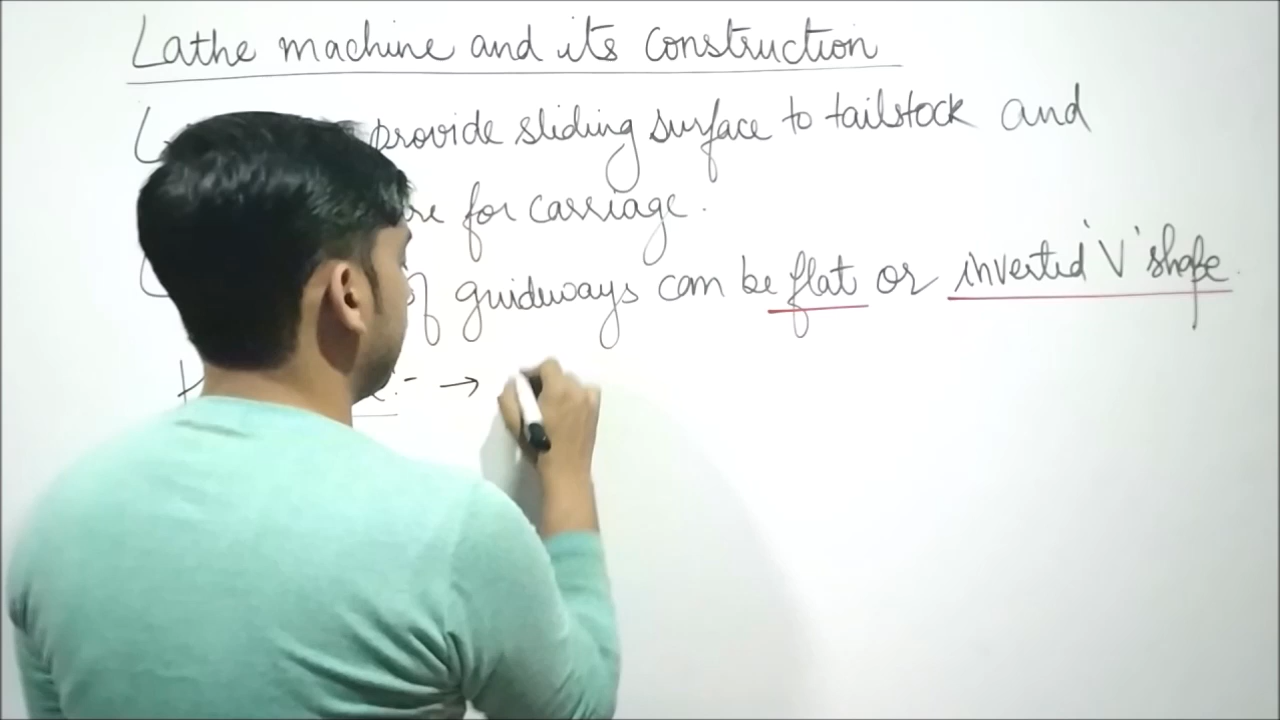 Lathe machine and its construction
provide sliding surface to tailstock and
for carriage.
of guideways can be flat or inverted 'V' shape.
:- →